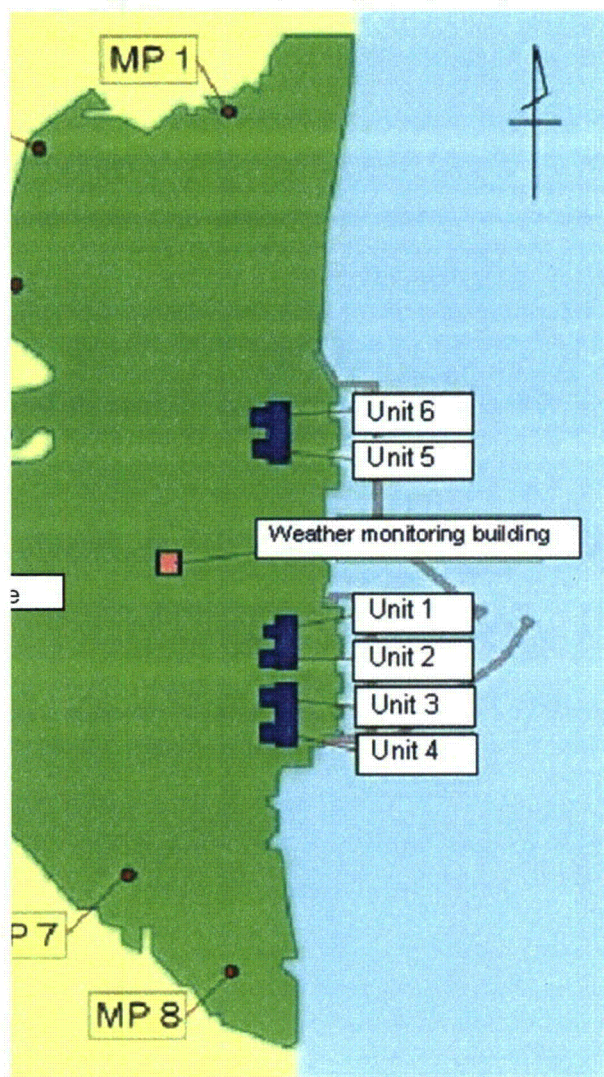 MP 1
Unit 6
Unit 5
Weather monitoring building
e
Unit 1
Unit 2
Unit 3
Unit 4
P 7
MP 8